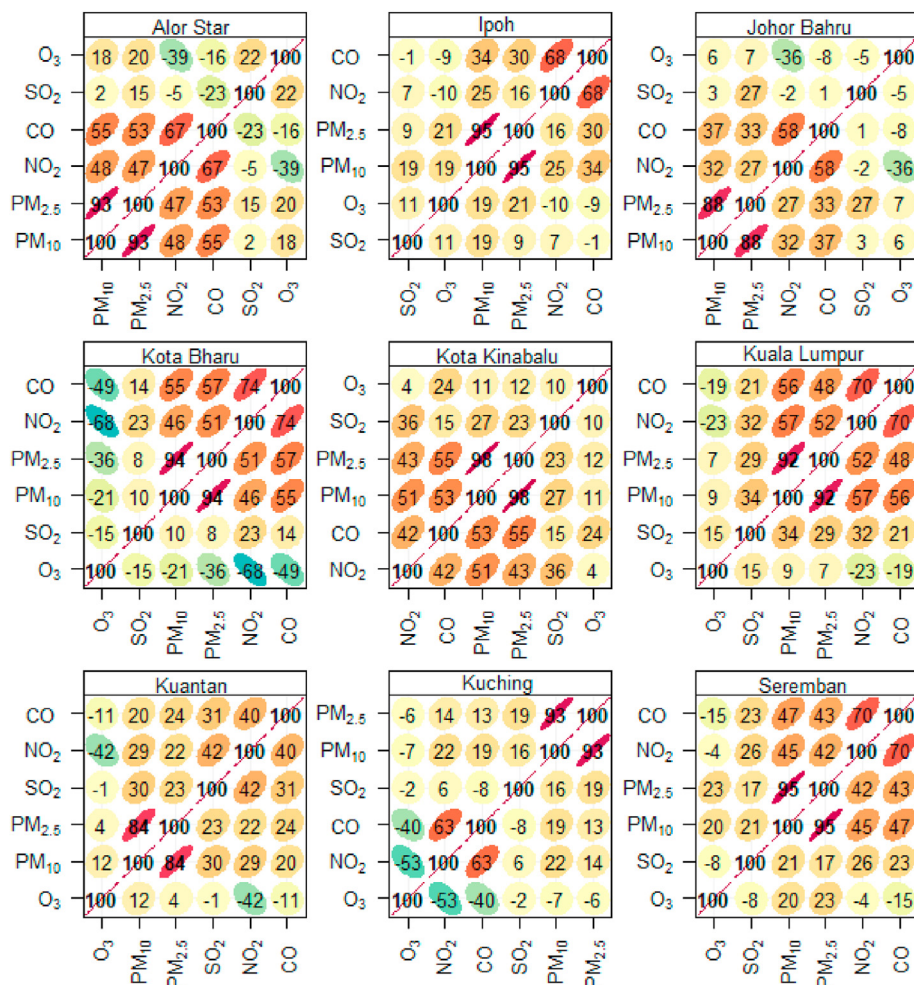 Alor Star
O₃ 18 20 -39 -16 22 100
SO₂ 2 15 -5 -23 100 22
CO 55 53 67 100 -23 -16
NO₂ 48 47 100 67 -5 -39
PM₂.₅ 93 100 47 53 15 20
PM₁₀ 100 93 48 55 2 18
PM₁₀ PM₂.₅ NO₂ CO SO₂ O₃
Ipoh
CO -1 -9 34 30 68 100
NO₂ 7 -10 25 16 100 68
PM₂.₅ 9 21 95 100 16 30
PM₁₀ 19 19 100 95 25 34
O₃ 11 100 19 21 -10 -9
SO₂ 100 11 19 9 7 -1
SO₂ O₃ PM₁₀ PM₂.₅ NO₂ CO
Johor Bahru
O₃ 6 7 -36 -8 -5 100
SO₂ 3 27 -2 1 100 -5
CO 37 33 58 100 1 -8
NO₂ 32 27 100 58 -2 -36
PM₂.₅ 88 100 27 33 27 7
PM₁₀ 100 88 32 37 3 6
PM₁₀ PM₂.₅ NO₂ CO SO₂ O₃
Kota Bharu
CO -49 14 55 57 74 100
NO₂ -68 23 46 51 100 74
PM₂.₅ -36 8 94 100 51 57
PM₁₀ -21 10 100 94 46 55
SO₂ -15 100 10 8 23 14
O₃ 100 -15 -21 -36 -68 -49
O₃ SO₂ PM₁₀ PM₂.₅ NO₂ CO
Kota Kinabalu
O₃ 4 24 11 12 10 100
SO₂ 36 15 27 23 100 10
PM₂.₅ 43 55 98 100 23 12
PM₁₀ 51 53 100 98 27 11
CO 42 100 53 55 15 24
NO₂ 100 42 51 43 36 4
NO₂ CO PM₁₀ PM₂.₅ SO₂ O₃
Kuala Lumpur
CO -19 21 56 48 70 100
NO₂ -23 32 57 52 100 70
PM₂.₅ 7 29 92 100 52 48
PM₁₀ 9 34 100 92 57 56
SO₂ 15 100 34 29 32 21
O₃ 100 15 9 7 -23 -19
O₃ SO₂ PM₁₀ PM₂.₅ NO₂ CO
Kuantan
CO -11 20 24 31 40 100
NO₂ -42 29 22 42 100 40
SO₂ -1 30 23 100 42 31
PM₂.₅ 4 84 100 23 22 24
PM₁₀ 12 100 84 30 29 20
O₃ 100 12 4 -1 -42 -11
O₃ PM₁₀ PM₂.₅ SO₂ NO₂ CO
Kuching
PM₂.₅ -6 14 13 19 93 100
PM₁₀ -7 22 19 16 100 93
SO₂ -2 6 -8 100 16 19
CO -40 63 100 -8 19 13
NO₂ -53 100 63 6 22 14
O₃ 100 -53 -40 -2 -7 -6
O₃ NO₂ CO SO₂ PM₁₀ PM₂.₅
Seremban
CO -15 23 47 43 70 100
NO₂ -4 26 45 42 100 70
PM₂.₅ 23 17 95 100 42 43
PM₁₀ 20 21 100 95 45 47
SO₂ -8 100 21 17 26 23
O₃ 100 -8 20 23 -4 -15
O₃ SO₂ PM₁₀ PM₂.₅ NO₂ CO